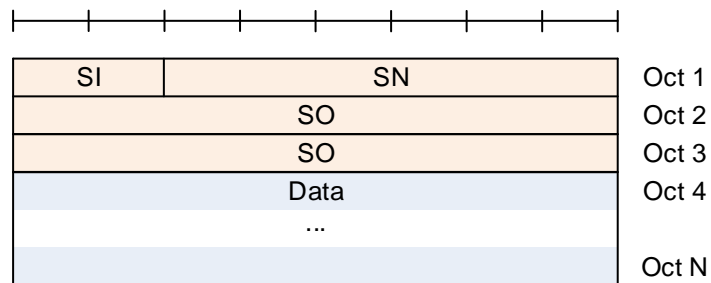 SI SN Oct 1
SO Oct 2
SO Oct 3
Data Oct 4
...
Oct N